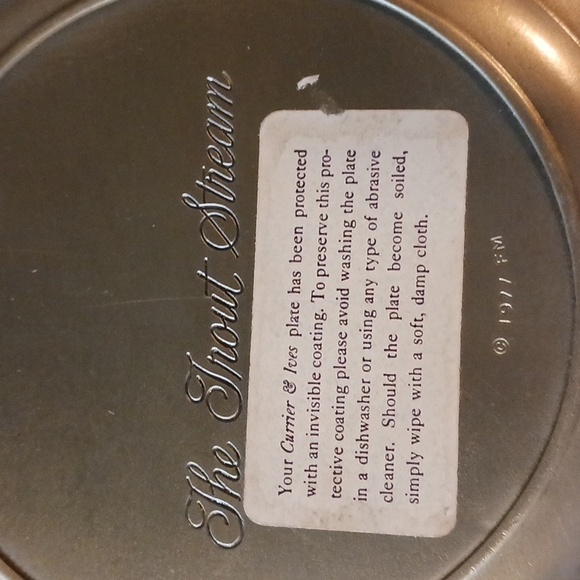 The Trout Stream
Your Currier & Ives plate has been protected
with an invisible coating. To preserve this pro-
tective coating please avoid washing the plate
in a dishwasher or using any type of abrasive
cleaner. Should the plate become soiled,
simply wipe with a soft, damp cloth.
© 1977 FM